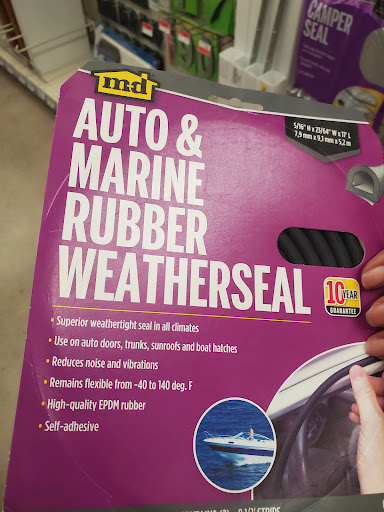 CAMPER
SEAL
m-d
5/16" H x 23/64" W x 17' L
7,9 mm x 9,1 mm x 5,2 m
AUTO &
MARINE
RUBBER
WEATHERSEAL
10 YEAR
GUARANTEE
• Superior weathertight seal in all climates
• Use on auto doors, trunks, sunroofs and boat hatches
• Reduces noise and vibrations
• Remains flexible from -40 to 140 deg. F
• High-quality EPDM rubber
• Self-adhesive